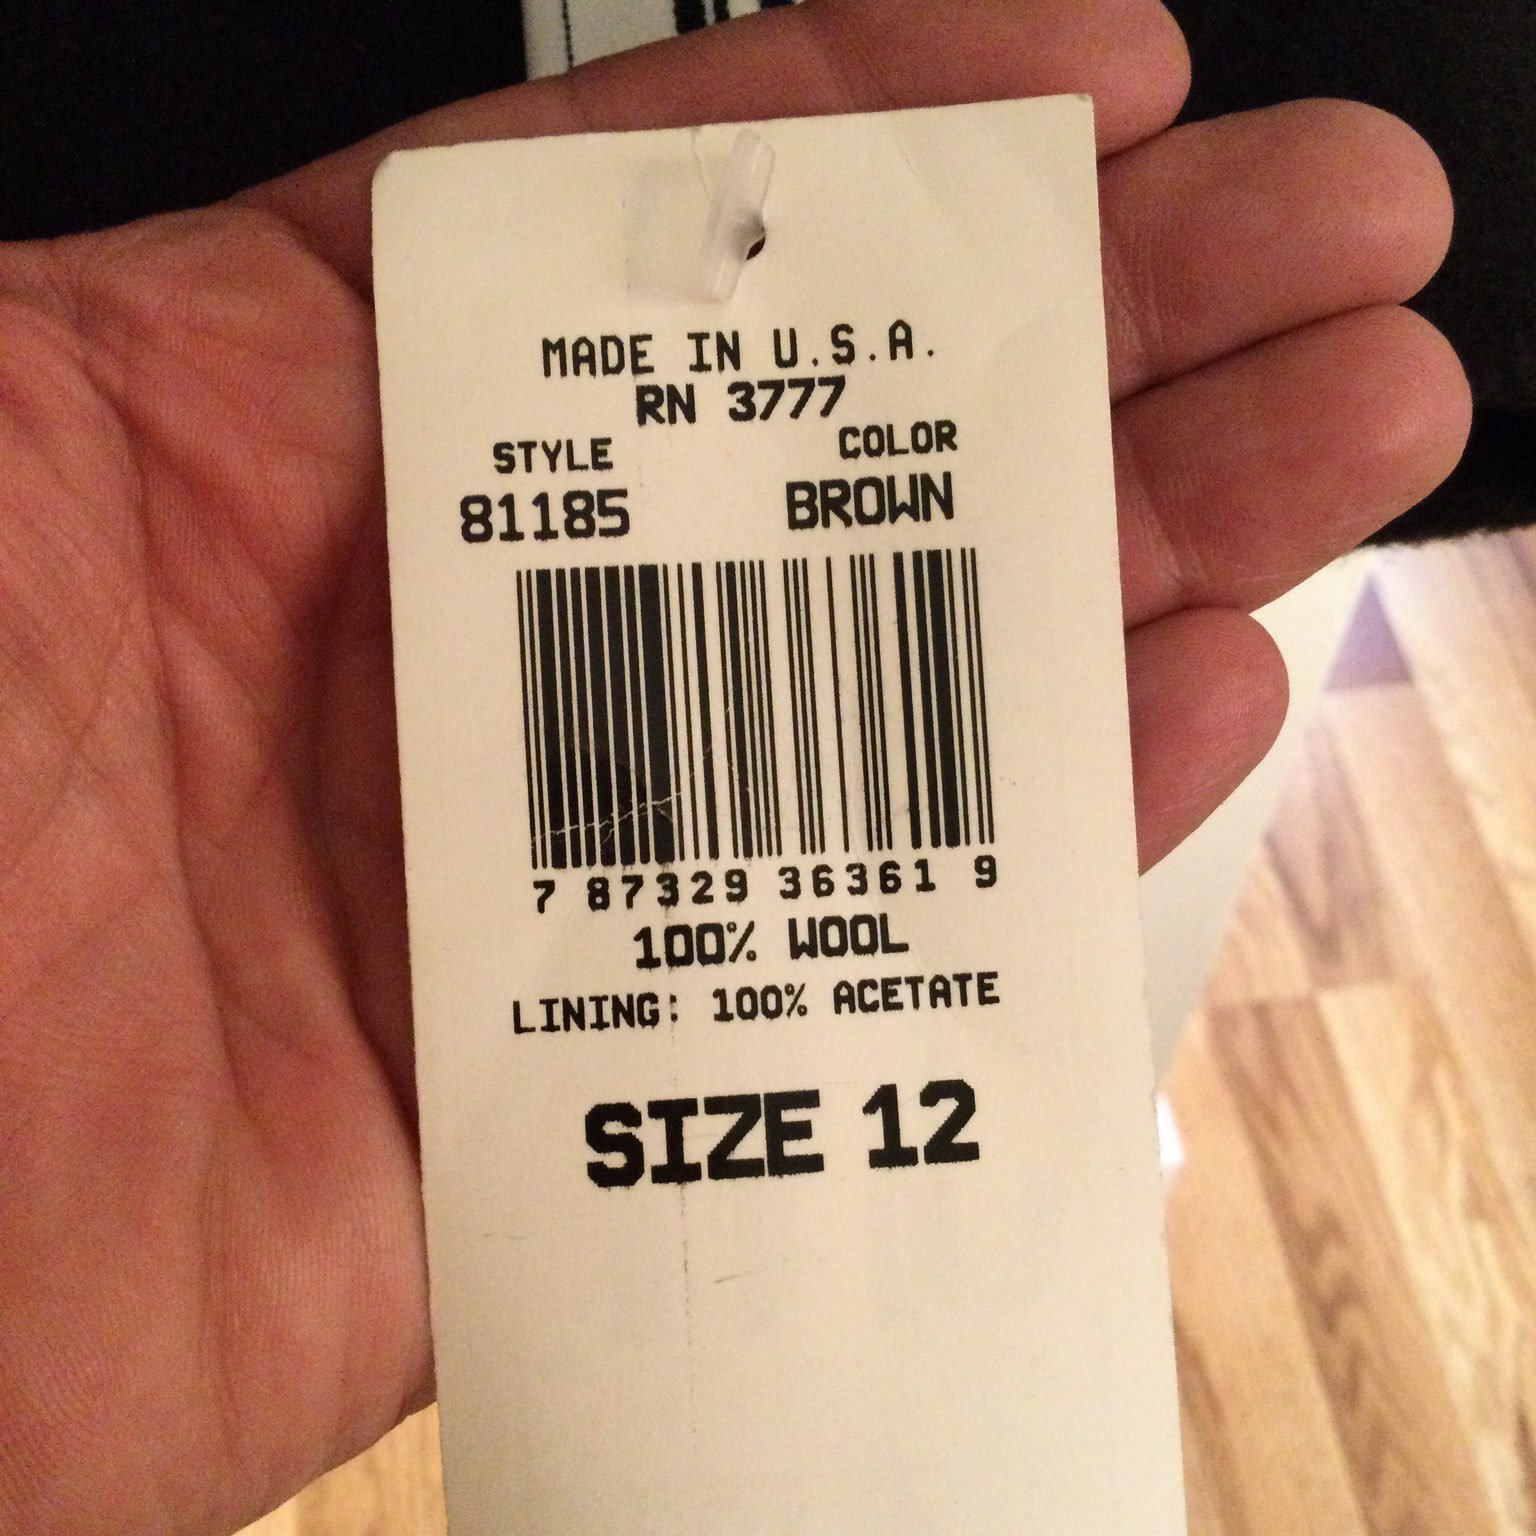 MADE IN U.S.A.
RN 3777
STYLE COLOR
81185 BROWN
7 87329 36361 9
100% WOOL
LINING: 100% ACETATE
SIZE 12